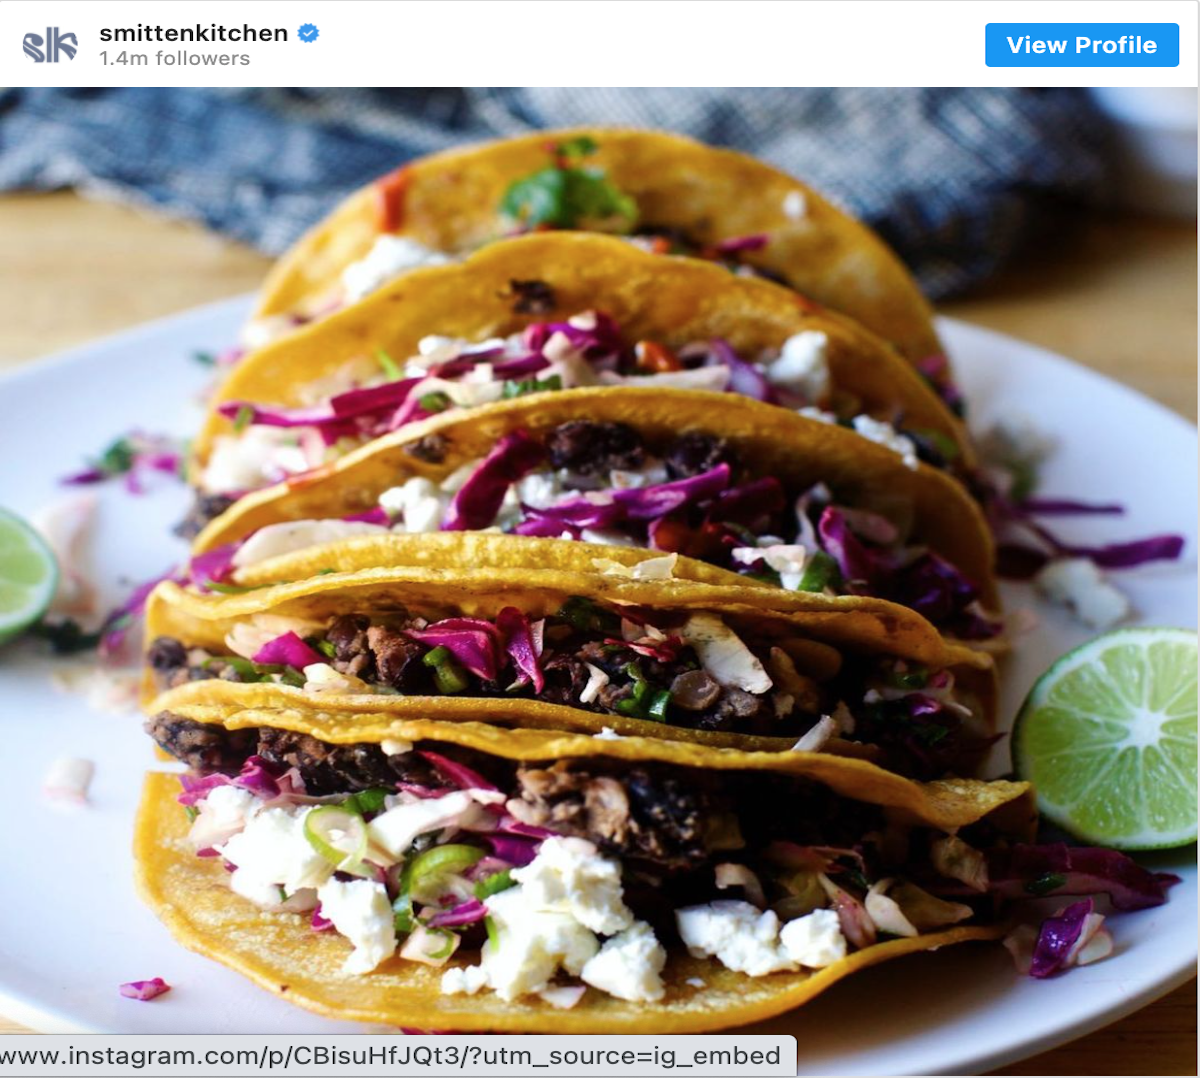 slk
smittenkitchen
1.4m followers
View Profile
www.instagram.com/p/CBisuHfJQt3/?utm_source=ig_embed